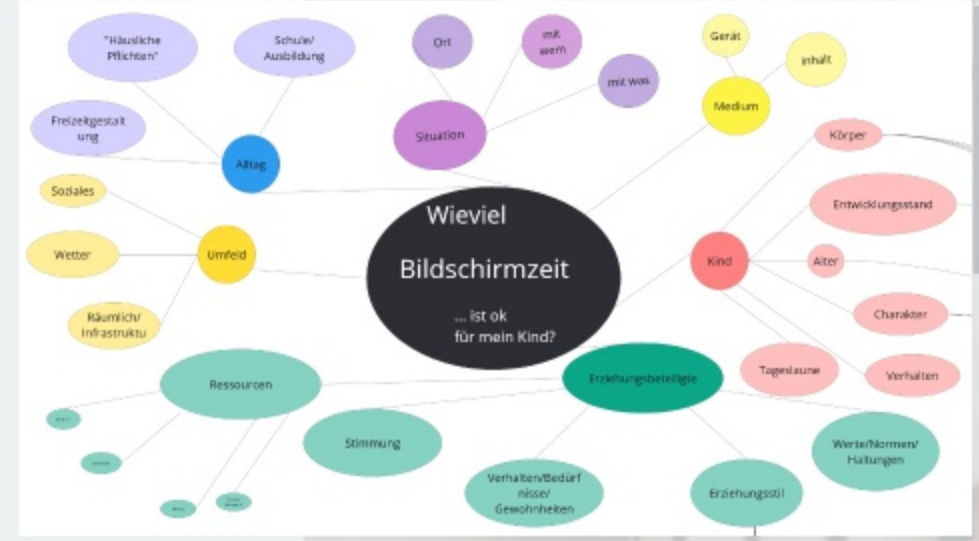 "Häusliche
Pflichten"
Schule/
Ausbildung
Ort
mit
wem
mit was
Gerät
Inhalt
Medium
Freizeitgestalt
ung
Alltag
Situation
Körper
Soziales
Entwicklungsstand
Wieviel
Bildschirmzeit
... ist ok
für mein Kind?
Wetter
Umfeld
Kind
Alter
Räumlich/
Infrastruktu
Charakter
Tageslaune
Verhalten
Ressourcen
Erziehungsbeteiligte
Stimmung
Werte/Normen/
Haltungen
Verhalten/Bedürf
nisse/
Gewohnheiten
Erziehungsstil